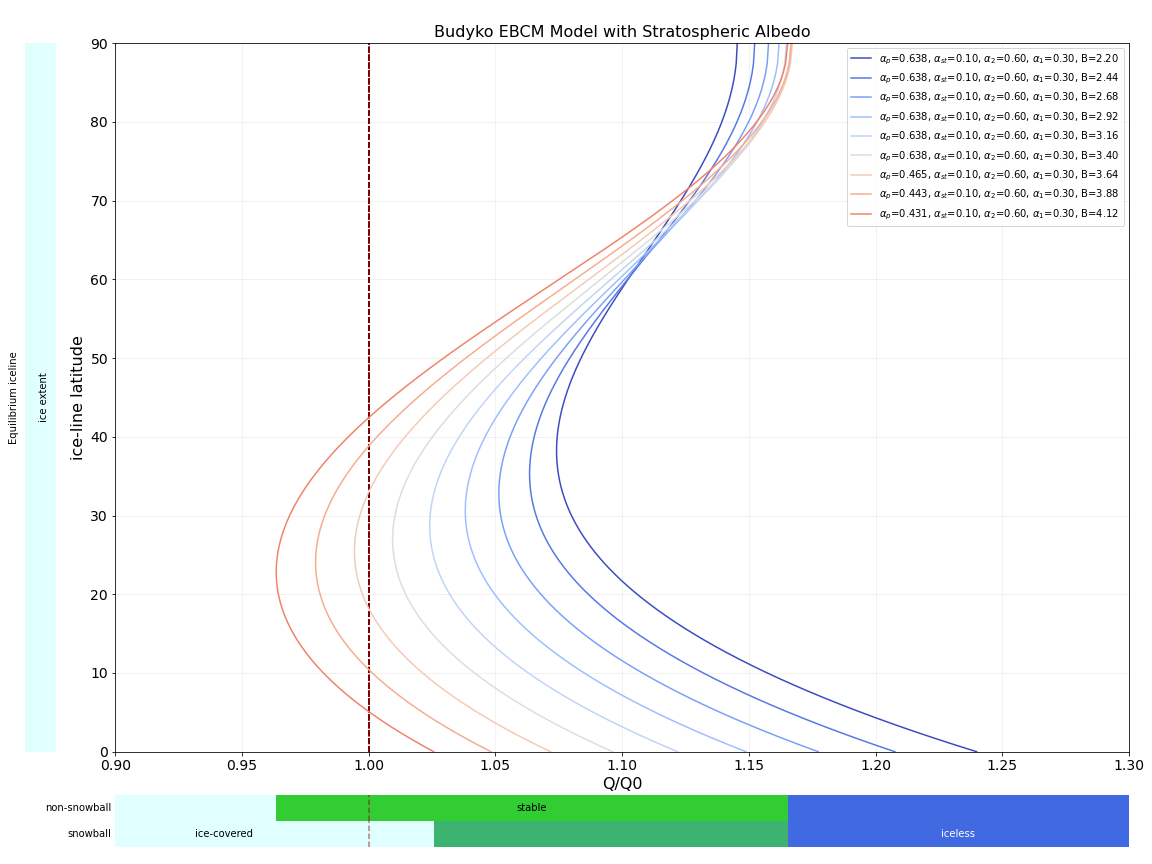 Budyko EBCM Model with Stratospheric Albedo
90
80
70
60
50
40
30
20
10
0
ice-line latitude
Equilibrium iceline
ice extent
αp=0.638, αst=0.10, α2=0.60, α1=0.30, B=2.20
αp=0.638, αst=0.10, α2=0.60, α1=0.30, B=2.44
αp=0.638, αst=0.10, α2=0.60, α1=0.30, B=2.68
αp=0.638, αst=0.10, α2=0.60, α1=0.30, B=2.92
αp=0.638, αst=0.10, α2=0.60, α1=0.30, B=3.16
αp=0.638, αst=0.10, α2=0.60, α1=0.30, B=3.40
αp=0.465, αst=0.10, α2=0.60, α1=0.30, B=3.64
αp=0.443, αst=0.10, α2=0.60, α1=0.30, B=3.88
αp=0.431, αst=0.10, α2=0.60, α1=0.30, B=4.12
0.90 0.95 1.00 1.05 1.10 1.15 1.20 1.25 1.30
Q/Q0
non-snowball stable
snowball ice-covered iceless